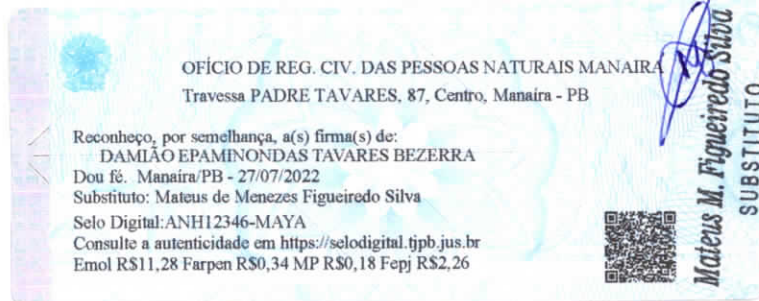 OFÍCIO DE REG. CIV. DAS PESSOAS NATURAIS MANAIRA
Travessa PADRE TAVARES, 87, Centro, Manaíra - PB
Reconheço, por semelhança, a(s) firma(s) de:
DAMIÃO EPAMINONDAS TAVARES BEZERRA
Dou fé. Manaíra/PB - 27/07/2022
Substituto: Mateus de Menezes Figueiredo Silva
Selo Digital:ANH12346-MAYA
Consulte a autenticidade em https://selodigital.tjpb.jus.br
Emol R$11,28 Farpen R$0,34 MP R$0,18 Fepj R$2,26
Mateus M. Figueiredo Silva
SUBSTITUTO